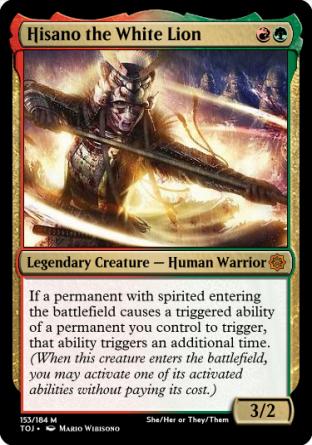 Hisano the White Lion
Legendary Creature — Human Warrior
If a permanent with spirited entering
the battlefield causes a triggered ability
of a permanent you control to trigger,
that ability triggers an additional time.
(When this creature enters the battlefield,
you may activate one of its activated
abilities without paying its cost.)
3/2
153/184 M
She/Her or They/Them
TOJ • Mario Wibisono